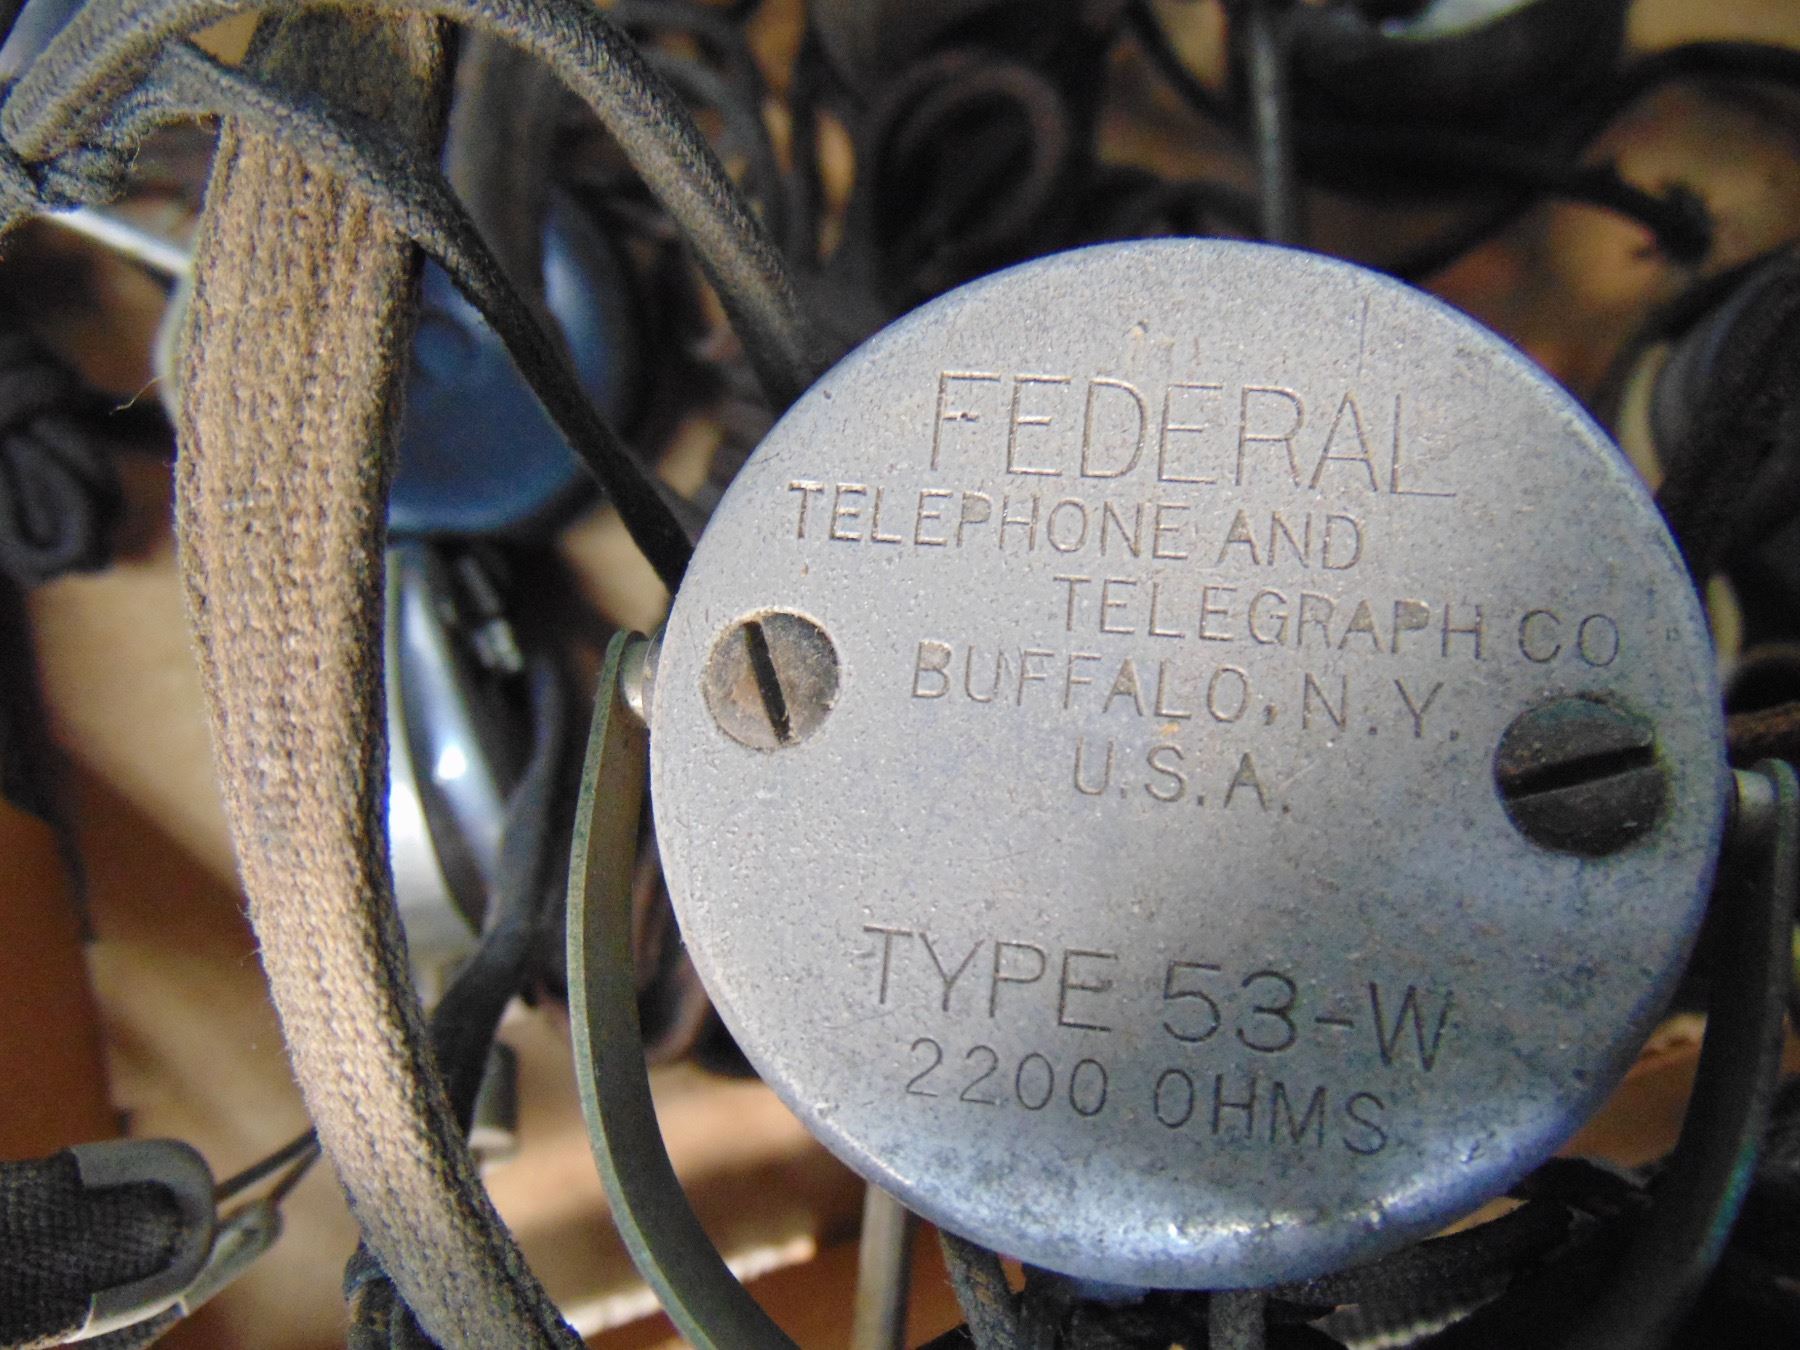 FEDERAL
TELEPHONE AND
TELEGRAPH CO
BUFFALO, N.Y.
U.S.A.
TYPE 53-W
2200 OHMS